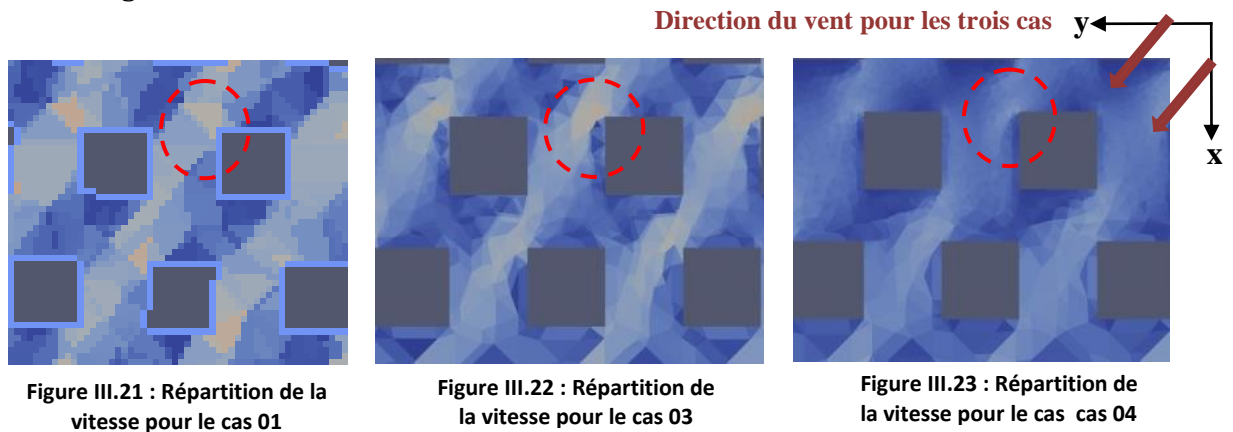 Direction du vent pour les trois cas
y
x
Figure III.21 : Répartition de la
vitesse pour le cas 01
Figure III.22 : Répartition de
la vitesse pour le cas 03
Figure III.23 : Répartition de
la vitesse pour le cas cas 04